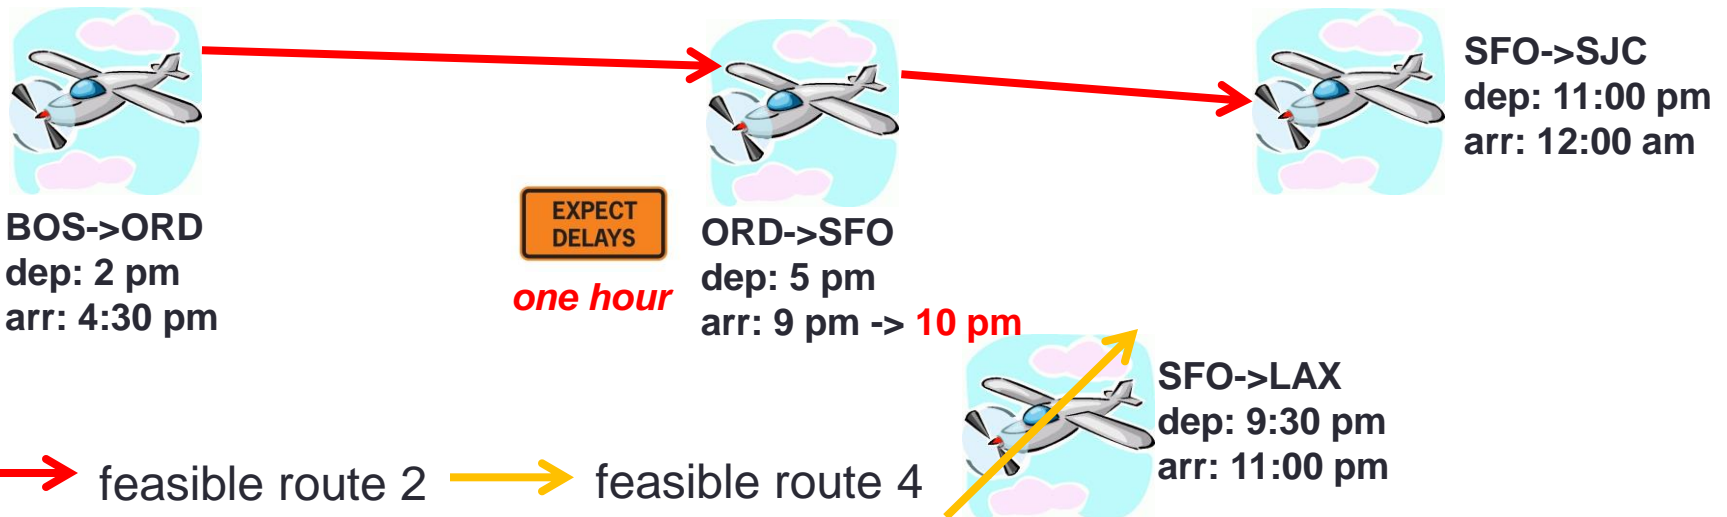 SFO->SJC
dep: 11:00 pm
arr: 12:00 am
BOS->ORD
dep: 2 pm
arr: 4:30 pm
EXPECT
DELAYS
one hour
ORD->SFO
dep: 5 pm
arr: 9 pm -> 10 pm
SFO->LAX
dep: 9:30 pm
arr: 11:00 pm
feasible route 2
feasible route 4